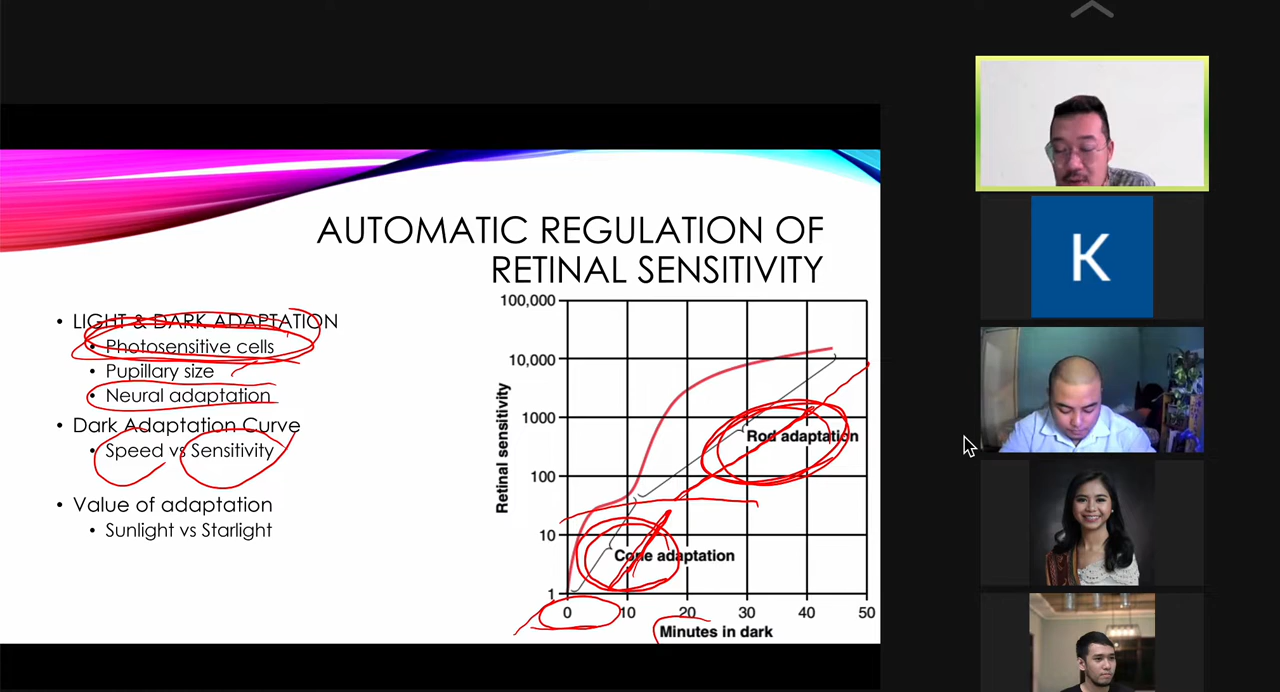 AUTOMATIC REGULATION OF
RETINAL SENSITIVITY
• LIGHT & DARK ADAPTATION
• Photosensitive cells
• Pupillary size
• Neural adaptation
• Dark Adaptation Curve
• Speed vs Sensitivity
• Value of adaptation
• Sunlight vs Starlight
Retinal sensitivity
100,000
10,000
1000
100
10
1
Rod adaptation
Cone adaptation
0 10 20 30 40 50
Minutes in dark
K